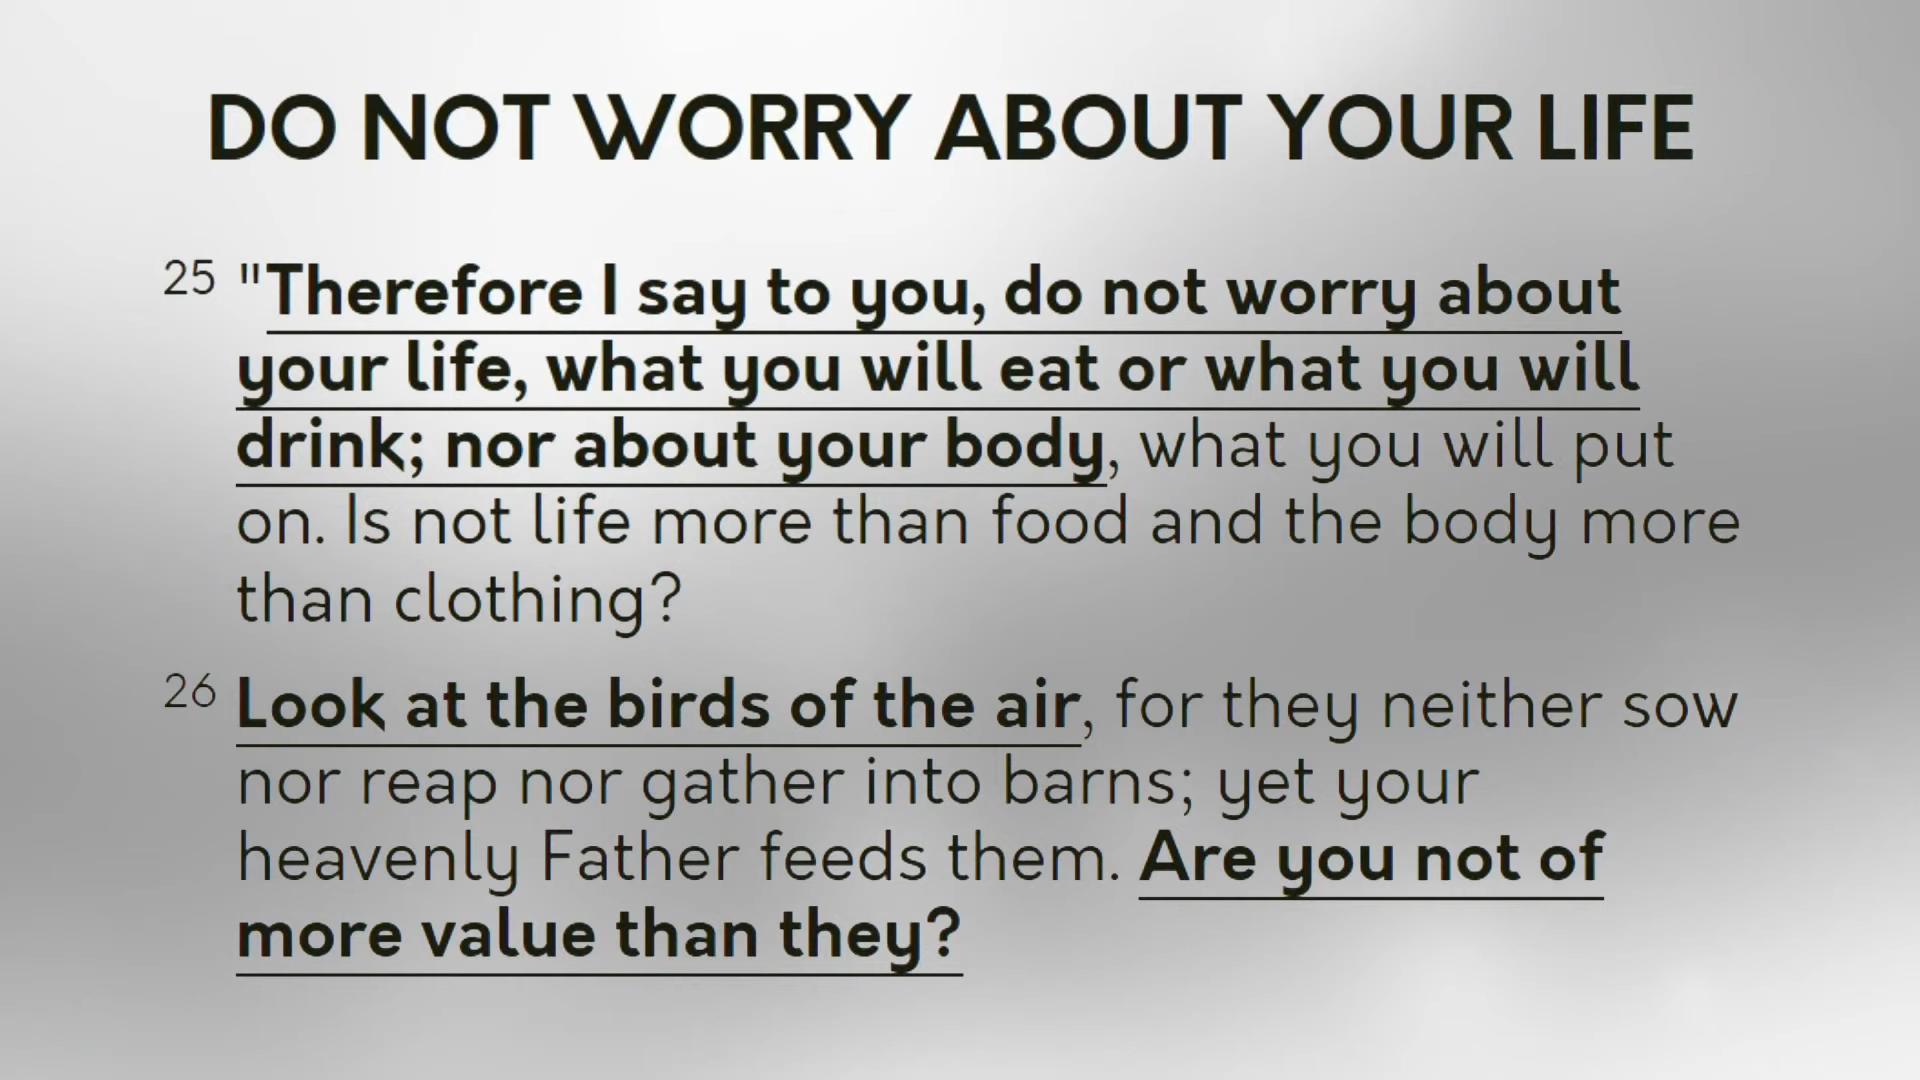 DO NOT WORRY ABOUT YOUR LIFE
25 "Therefore I say to you, do not worry about
your life, what you will eat or what you will
drink; nor about your body, what you will put
on. Is not life more than food and the body more
than clothing?
26 Look at the birds of the air, for they neither sow
nor reap nor gather into barns; yet your
heavenly Father feeds them. Are you not of
more value than they?